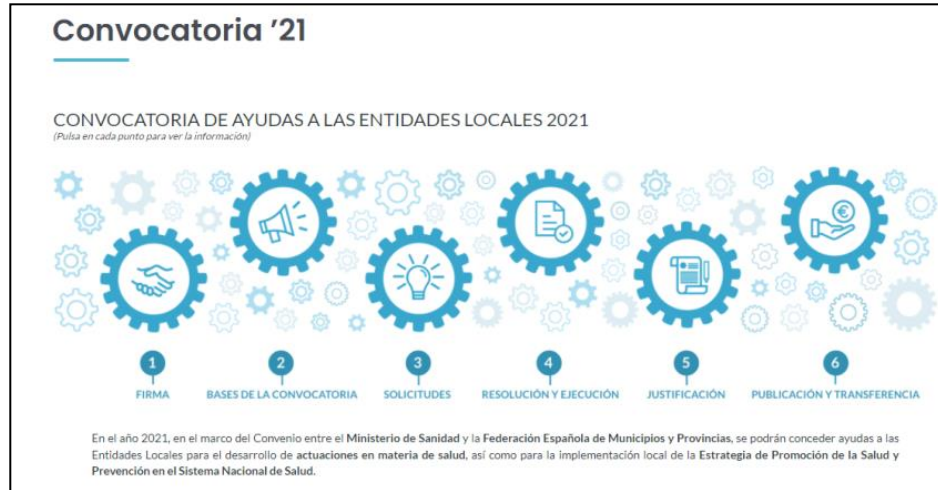 Convocatoria ’21
CONVOCATORIA DE AYUDAS A LAS ENTIDADES LOCALES 2021
(Pulsa en cada punto para ver la información)
€
1 2 3 4 5 6
FIRMA BASES DE LA CONVOCATORIA SOLICITUDES RESOLUCIÓN Y EJECUCIÓN JUSTIFICACIÓN PUBLICACIÓN Y TRANSFERENCIA
En el año 2021, en el marco del Convenio entre el Ministerio de Sanidad y la Federación Española de Municipios y Provincias, se podrán conceder ayudas a las
Entidades Locales para el desarrollo de actuaciones en materia de salud, así como para la implementación local de la Estrategia de Promoción de la Salud y
Prevención en el Sistema Nacional de Salud.